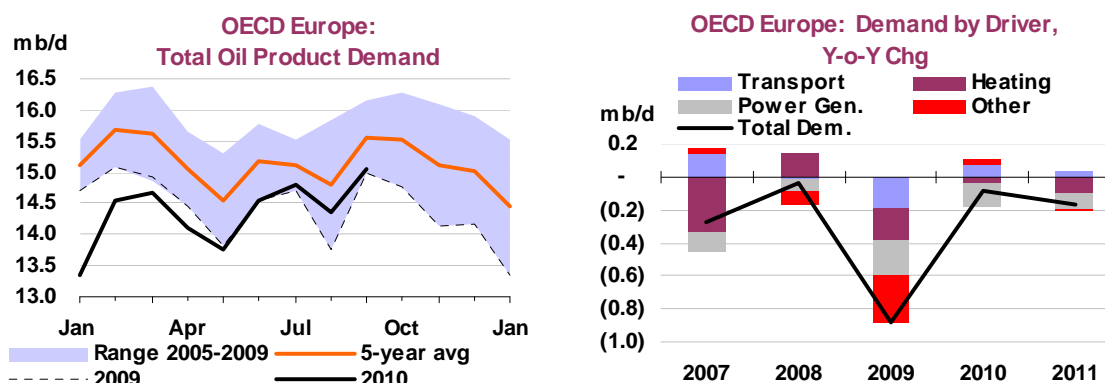 OECD Europe:
Total Oil Product Demand
mb/d
16.5
16.0
15.5
15.0
14.5
14.0
13.5
13.0
Jan Apr Jul Oct Jan
Range 2005-2009 5-year avg
2009 2010
OECD Europe: Demand by Driver,
Y-o-Y Chg
Transport Heating
Power Gen. Other
mb/d Total Dem.
0.2
-
(0.2)
(0.4)
(0.6)
(0.8)
(1.0)
2007 2008 2009 2010 2011